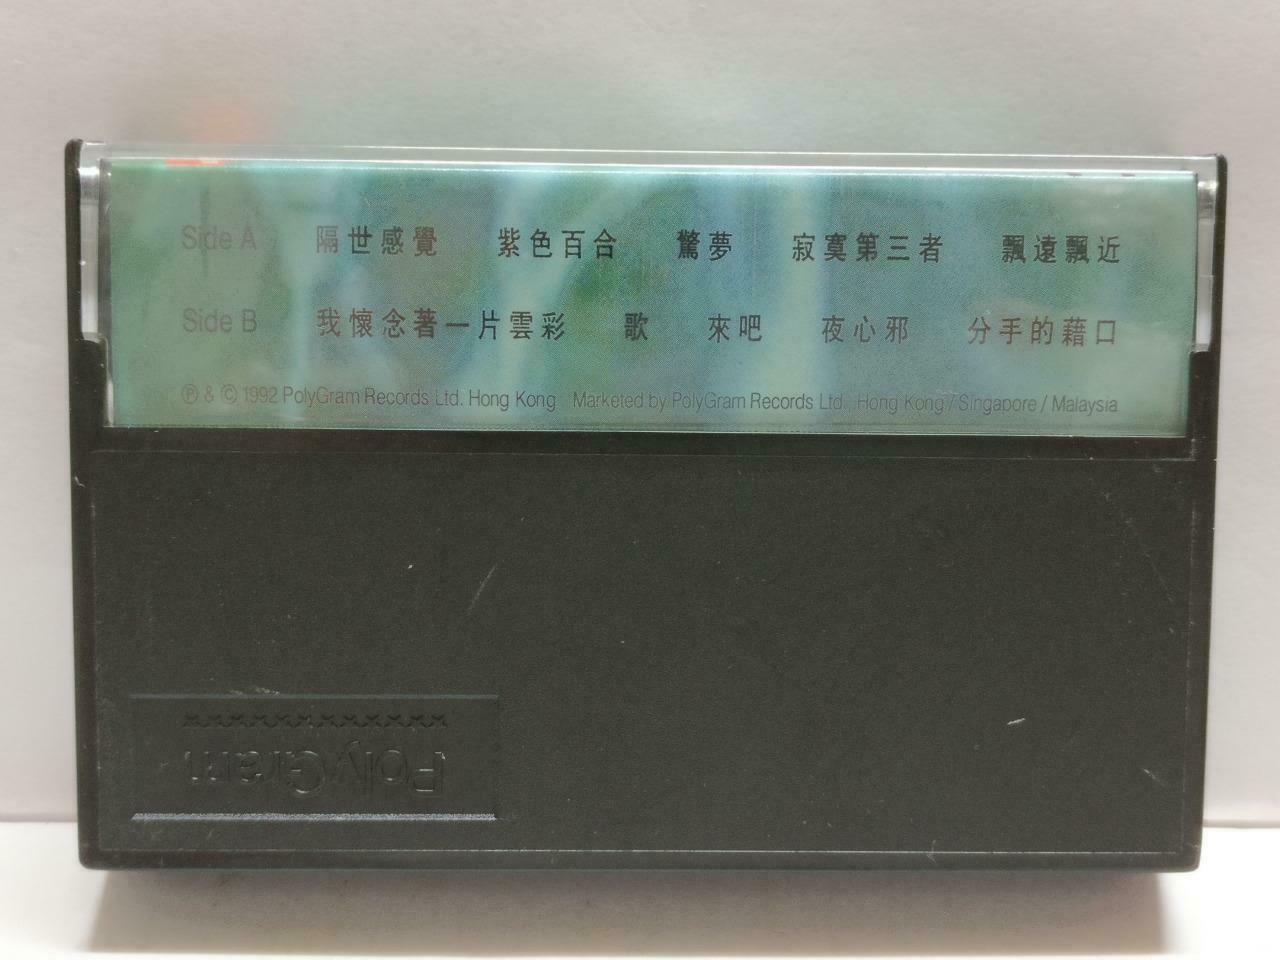 Side A 隔世感覺 紫色百合 驚夢 寂寞第三者 飄遠飄近
Side B 我懷念著一片雲彩 歌 來吧 夜心邪 分手的藉口
Ⓟ & © 1992 PolyGram Records Ltd. Hong Kong Marketed by PolyGram Records Ltd., Hong Kong / Singapore / Malaysia
PolyGram